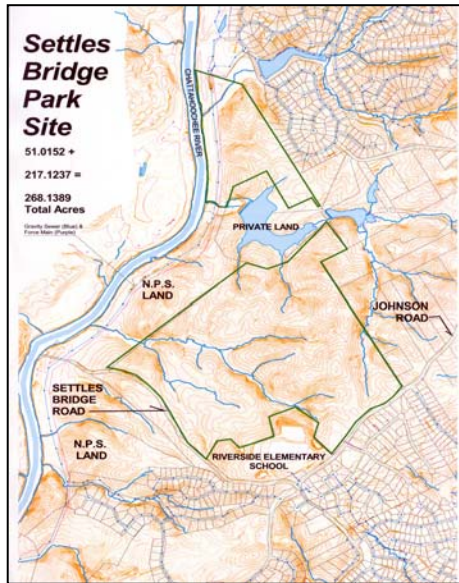 Settles
Bridge
Park
Site
51.0152 +
217.1237 =
268.1389
Total Acres
Gravity Sewer (Blue) &
Force Main (Purple)
CHATTAHOOCHEE RIVER
PRIVATE LAND
N.P.S.
LAND
JOHNSON
ROAD
SETTLES
BRIDGE
ROAD
N.P.S.
LAND
RIVERSIDE ELEMENTARY
SCHOOL